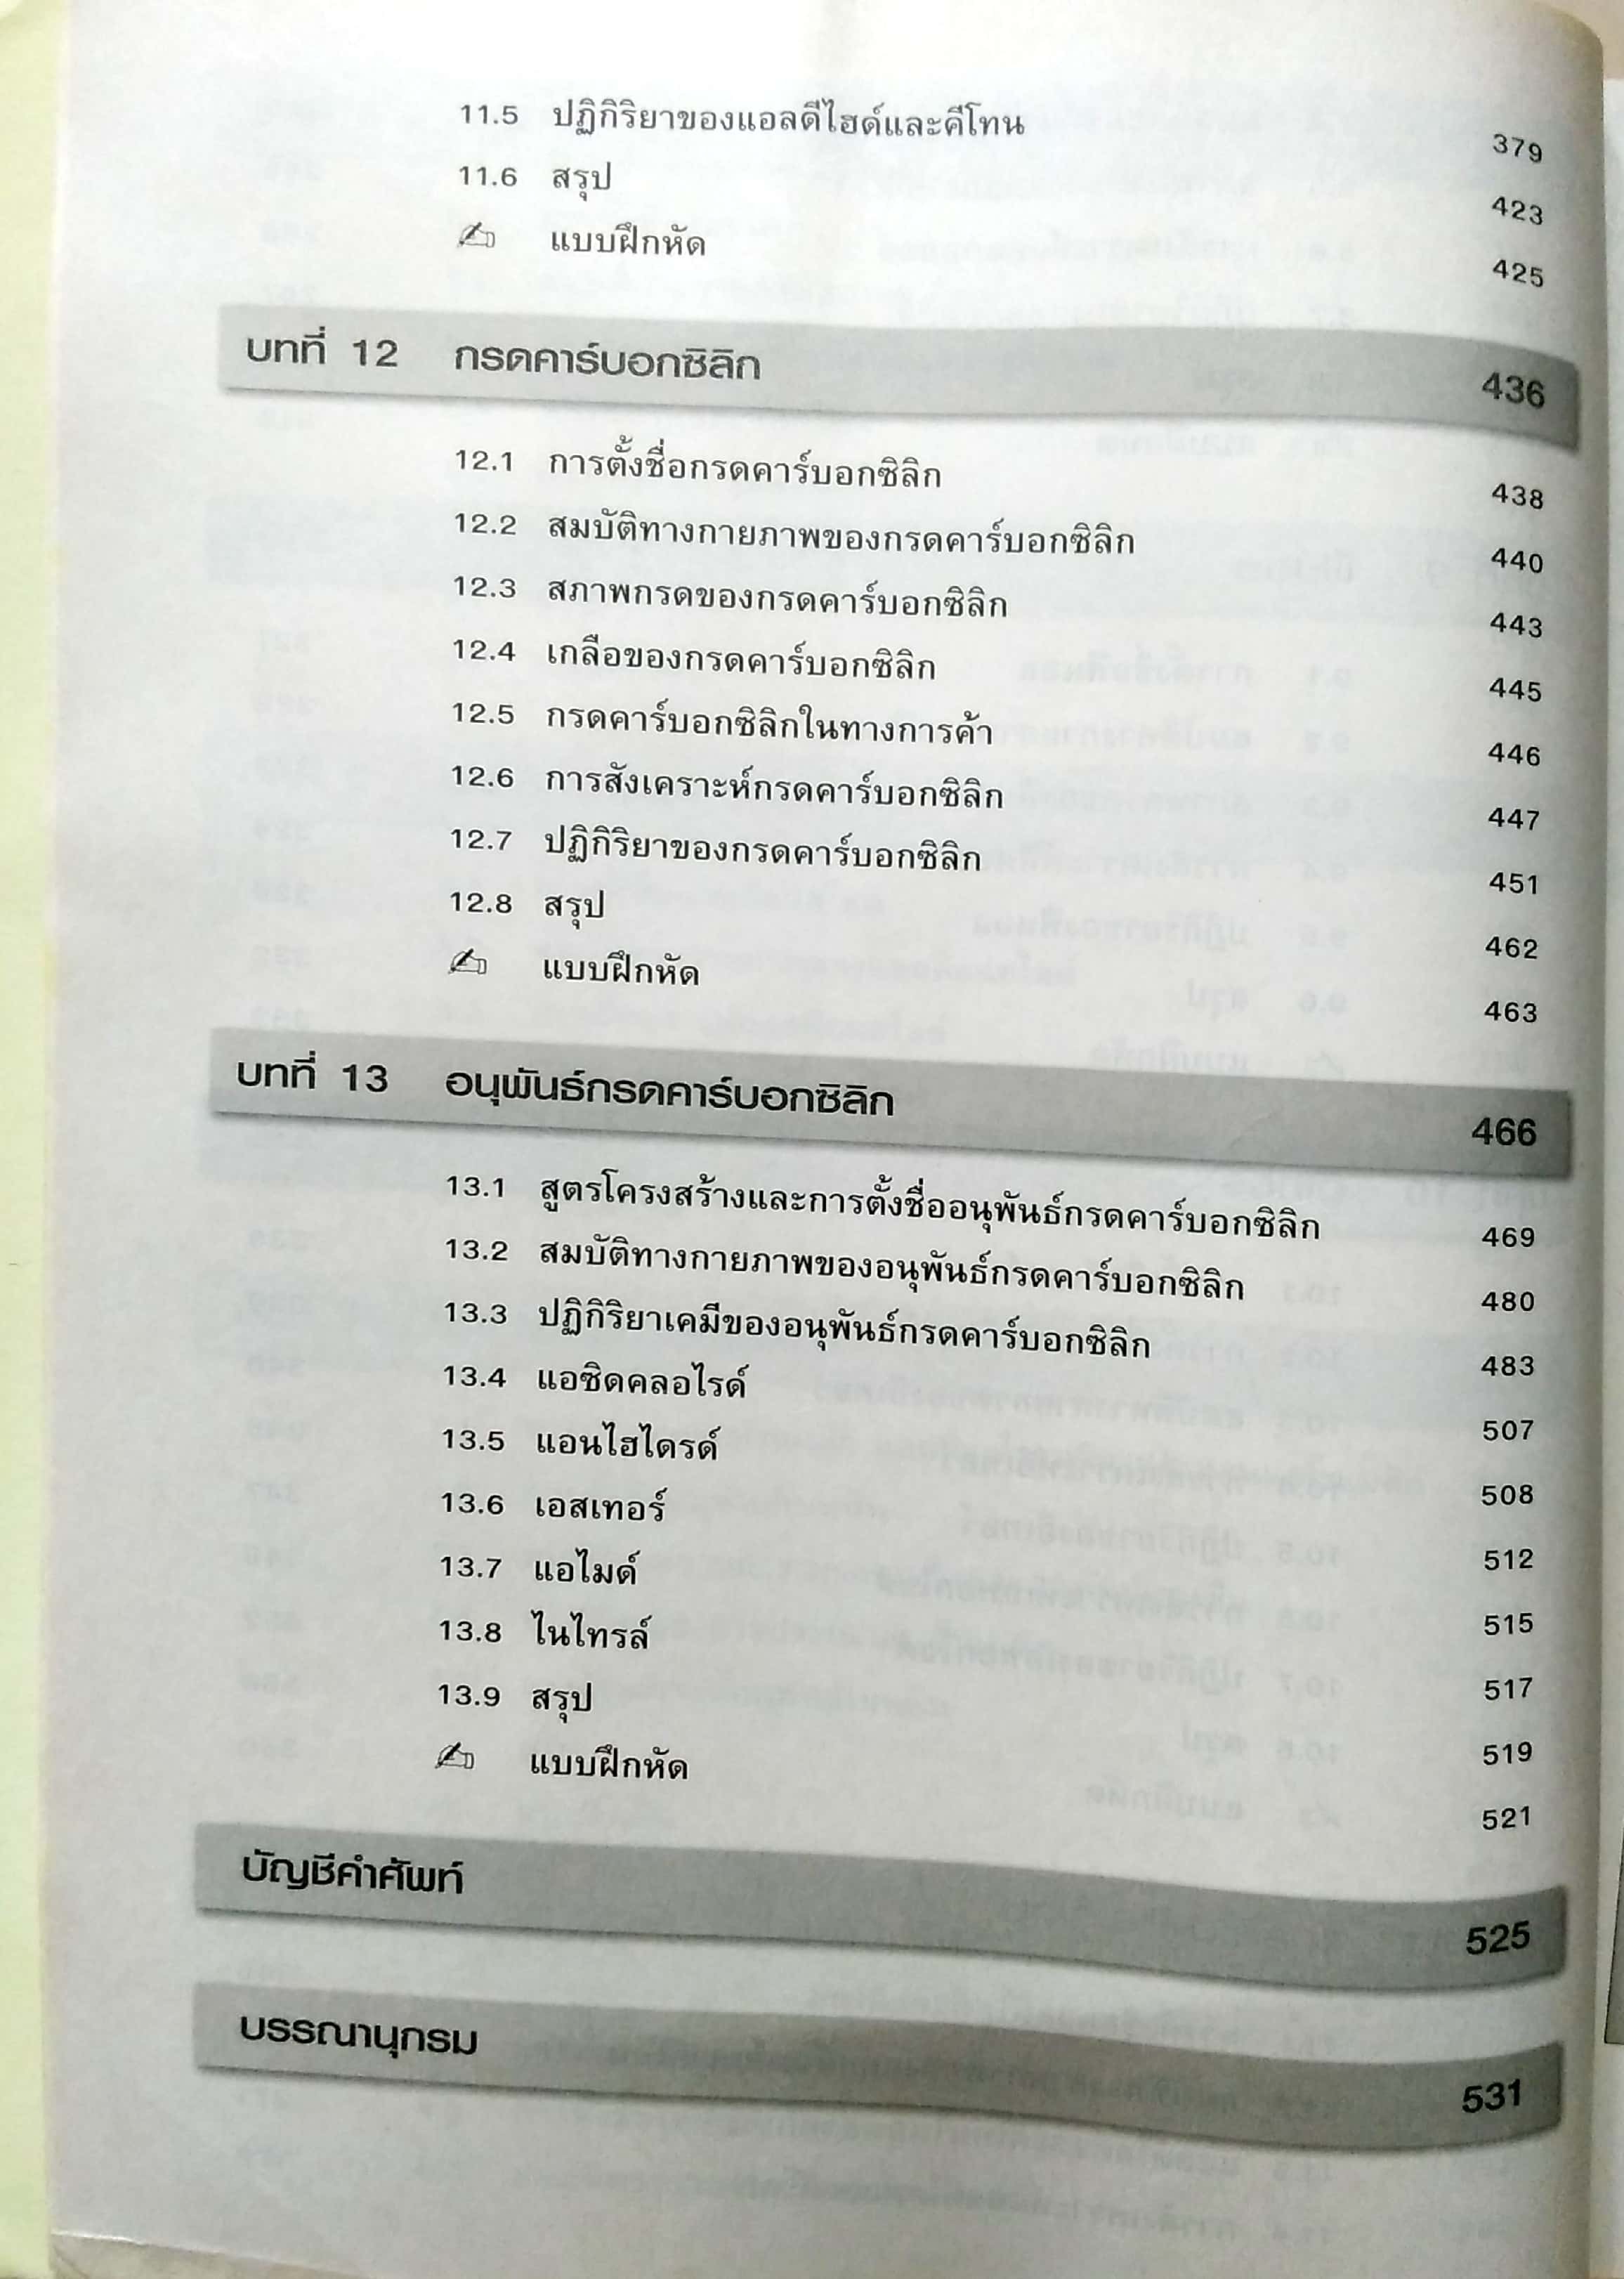 11.5 ปฏิกิริยาของแอลดีไฮด์และคีโทน 379
11.6 สรุป 423
แบบฝึกหัด 425
บทที่ 12 กรดคาร์บอกซิลิก 436
12.1 การตั้งชื่อกรดคาร์บอกซิลิก 438
12.2 สมบัติทางกายภาพของกรดคาร์บอกซิลิก 440
12.3 สภาพกรดของกรดคาร์บอกซิลิก 443
12.4 เกลือของกรดคาร์บอกซิลิก 445
12.5 กรดคาร์บอกซิลิกในทางการค้า 446
12.6 การสังเคราะห์กรดคาร์บอกซิลิก 447
12.7 ปฏิกิริยาของกรดคาร์บอกซิลิก 451
12.8 สรุป 462
แบบฝึกหัด 463
บทที่ 13 อนุพันธ์กรดคาร์บอกซิลิก 466
13.1 สูตรโครงสร้างและการตั้งชื่ออนุพันธ์กรดคาร์บอกซิลิก 469
13.2 สมบัติทางกายภาพของอนุพันธ์กรดคาร์บอกซิลิก 480
13.3 ปฏิกิริยาเคมีของอนุพันธ์กรดคาร์บอกซิลิก 483
13.4 แอซิดคลอไรด์ 507
13.5 แอนไฮไดรด์ 508
13.6 เอสเทอร์ 512
13.7 แอไมด์ 515
13.8 ไนไทรล์ 517
13.9 สรุป 519
แบบฝึกหัด 521
บัญชีคำศัพท์ 525
บรรณานุกรม 531